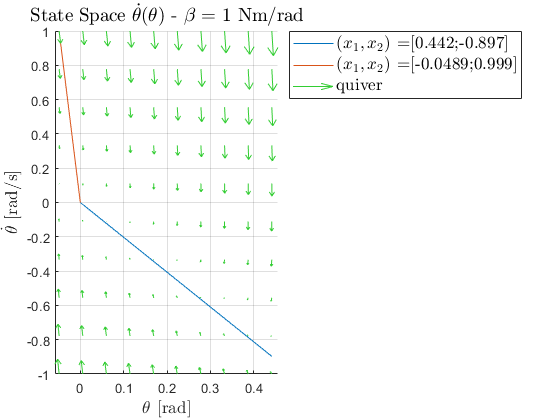 State Space θ̇(θ) - β = 1 Nm/rad
(x₁, x₂) =[0.442;-0.897]
(x₁, x₂) =[-0.0489;0.999]
quiver
θ̇ [rad/s]
1
0.8
0.6
0.4
0.2
0
-0.2
-0.4
-0.6
-0.8
-1
0 0.1 0.2 0.3 0.4
θ [rad]